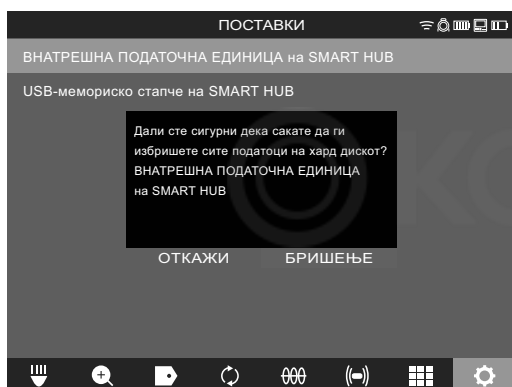 ПОСТАВКИ
ВНАТРЕШНА ПОДАТОЧНА ЕДИНИЦА на SMART HUB
USB-мемориско стапче на SMART HUB
Дали сте сигурни дека сакате да ги
избришете сите податоци на хард дискот?
ВНАТРЕШНА ПОДАТОЧНА ЕДИНИЦА
на SMART HUB
ОТКАЖИ БРИШЕЊЕ